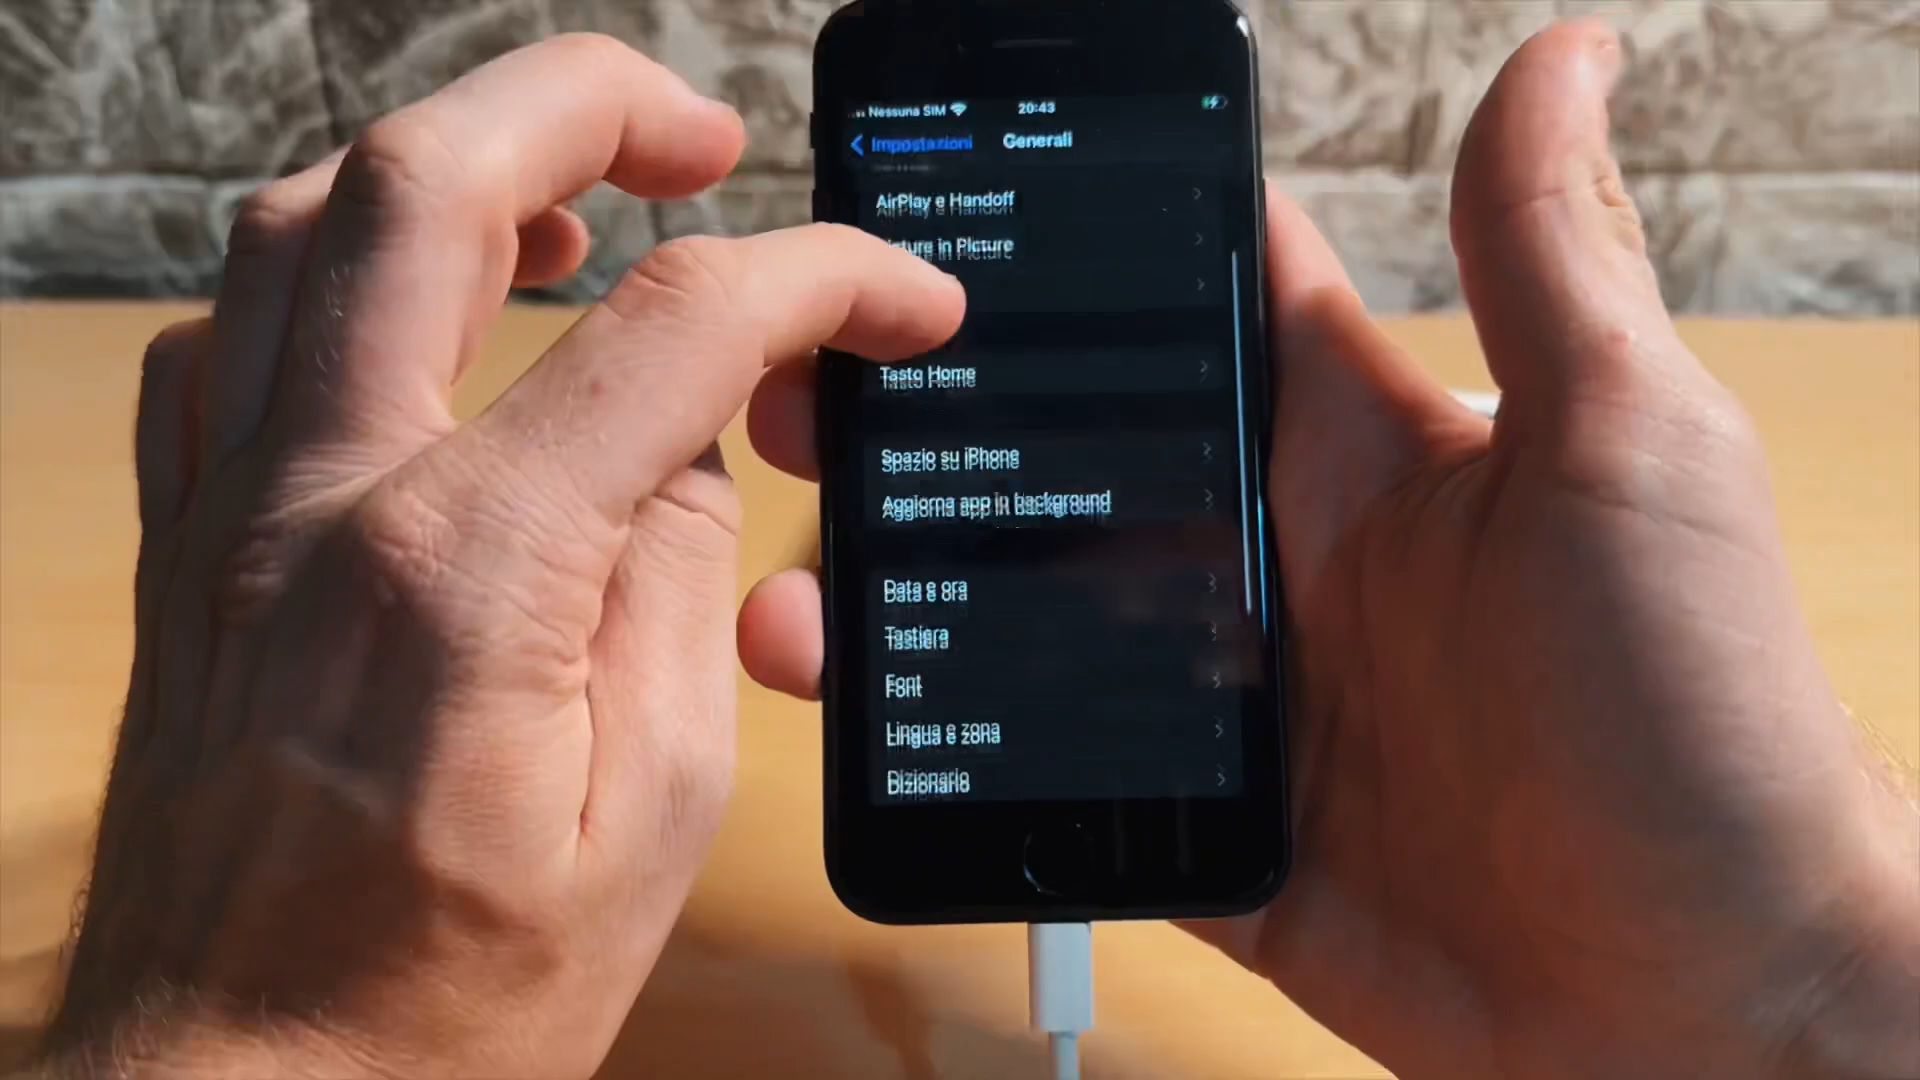 Nessuna SIM 20:43
Impostazioni Generali
AirPlay e Handoff
in Picture
Tasto Home
Spazio su iPhone
Aggiorna app in background
Data e ora
Tastiera
Font
Lingua e zona
Dizionario